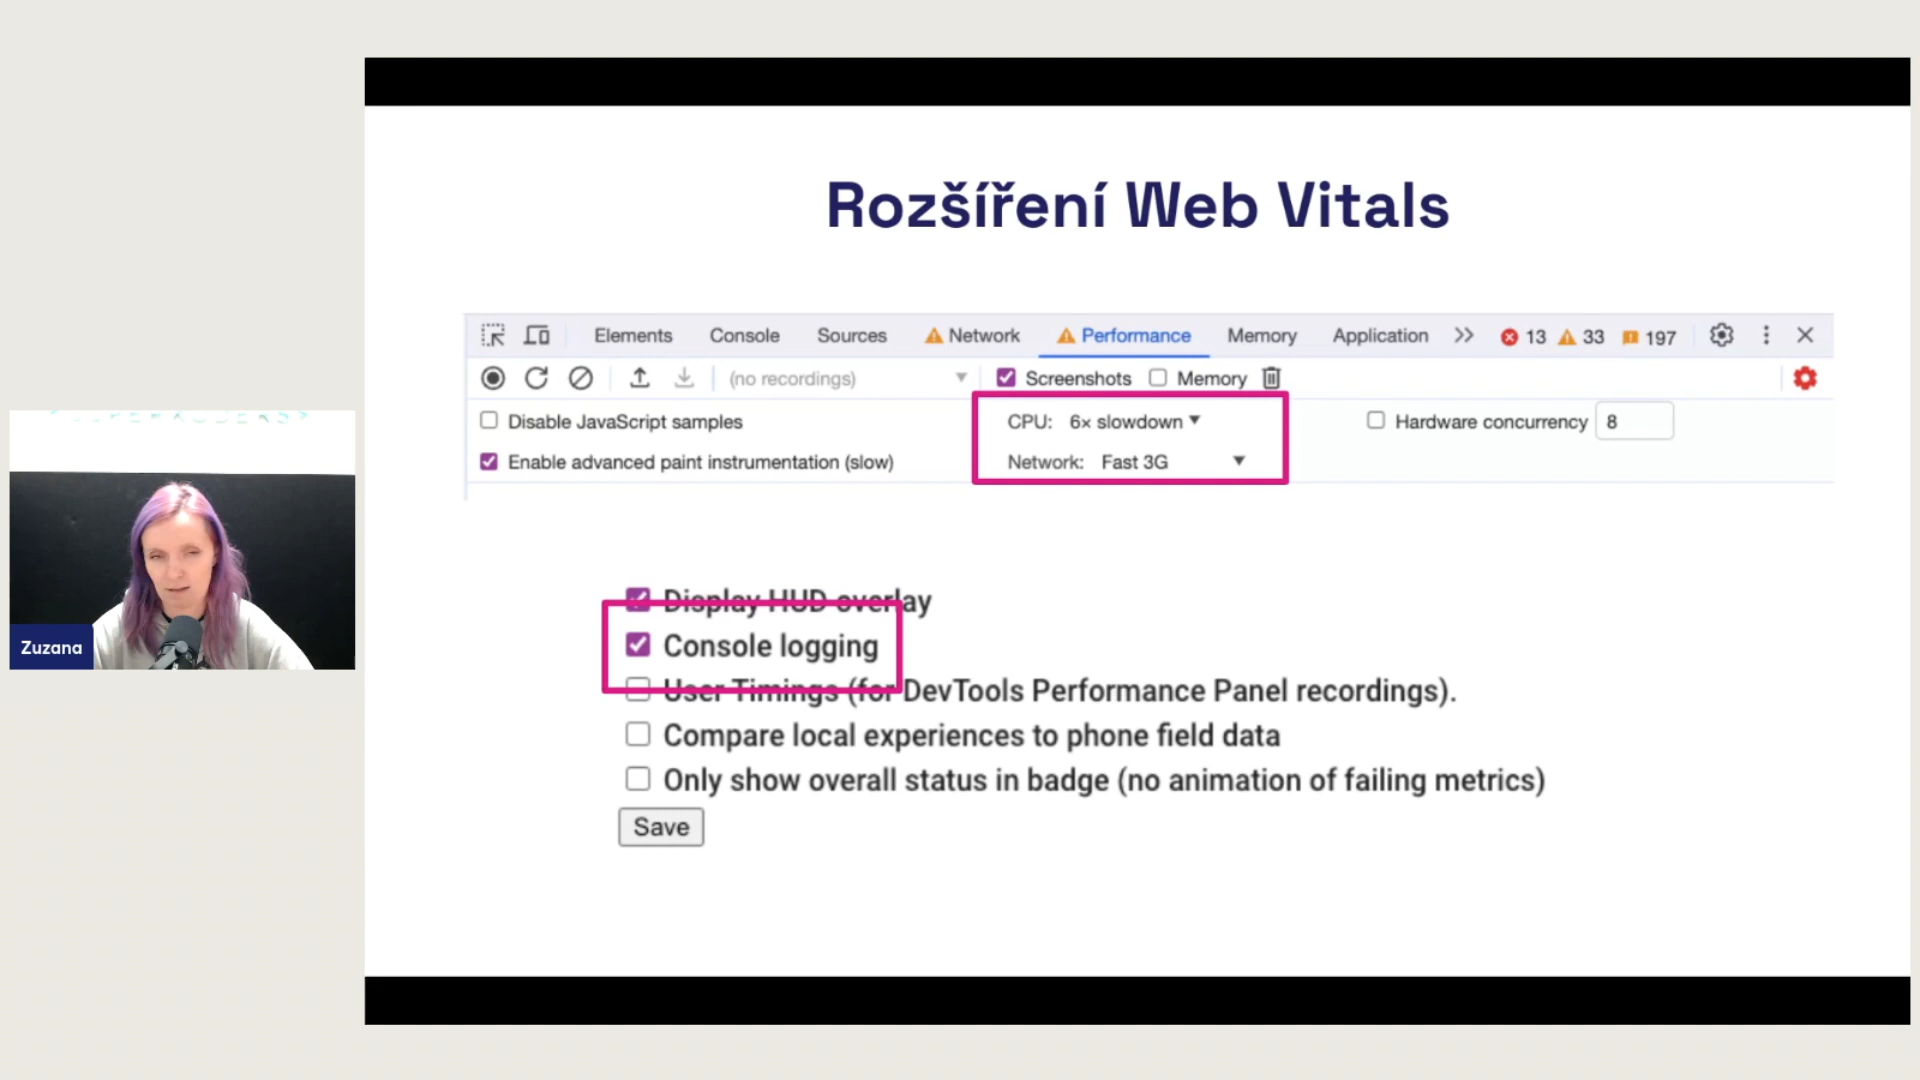 Rozšíření Web Vitals
Elements Console Sources Network Performance Memory Application 13 33 197
(no recordings) Screenshots Memory
Disable JavaScript samples CPU: 6× slowdown Hardware concurrency 8
Enable advanced paint instrumentation (slow) Network: Fast 3G
Display HUD overlay
Console logging
User Timings (for DevTools Performance Panel recordings).
Compare local experiences to phone field data
Only show overall status in badge (no animation of failing metrics)
Save
Zuzana